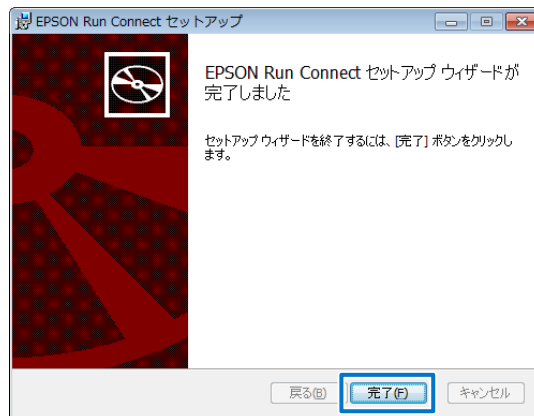 EPSON Run Connect セットアップ
EPSON Run Connect セットアップ ウィザードが
完了しました
セットアップ ウィザードを終了するには、[完了] ボタンをクリックし
ます。
戻る(B) 完了(F) キャンセル